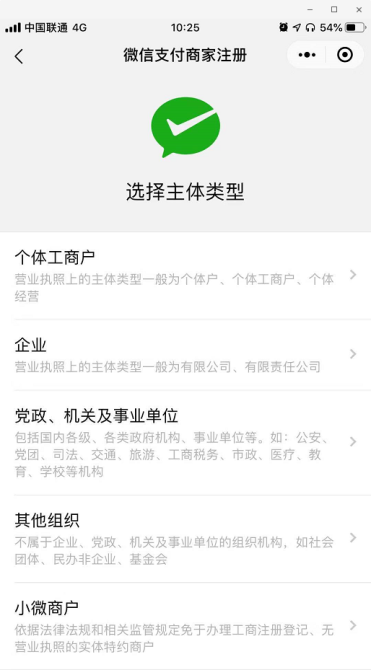 中国联通 4G 10:25 54%
微信支付商家注册
选择主体类型
个体工商户
营业执照上的主体类型一般为个体户、个体工商户、个体
经营
企业
营业执照上的主体类型一般为有限公司、有限责任公司
党政、机关及事业单位
包括国内各级、各类政府机构、事业单位等。如：公安、
党团、司法、交通、旅游、工商税务、市政、医疗、教
育、学校等机构
其他组织
不属于企业、党政、机关及事业单位的组织机构，如社会
团体、民办非企业、基金会
小微商户
依据法律法规和相关监管规定免于办理工商注册登记、无
营业执照的实体特约商户